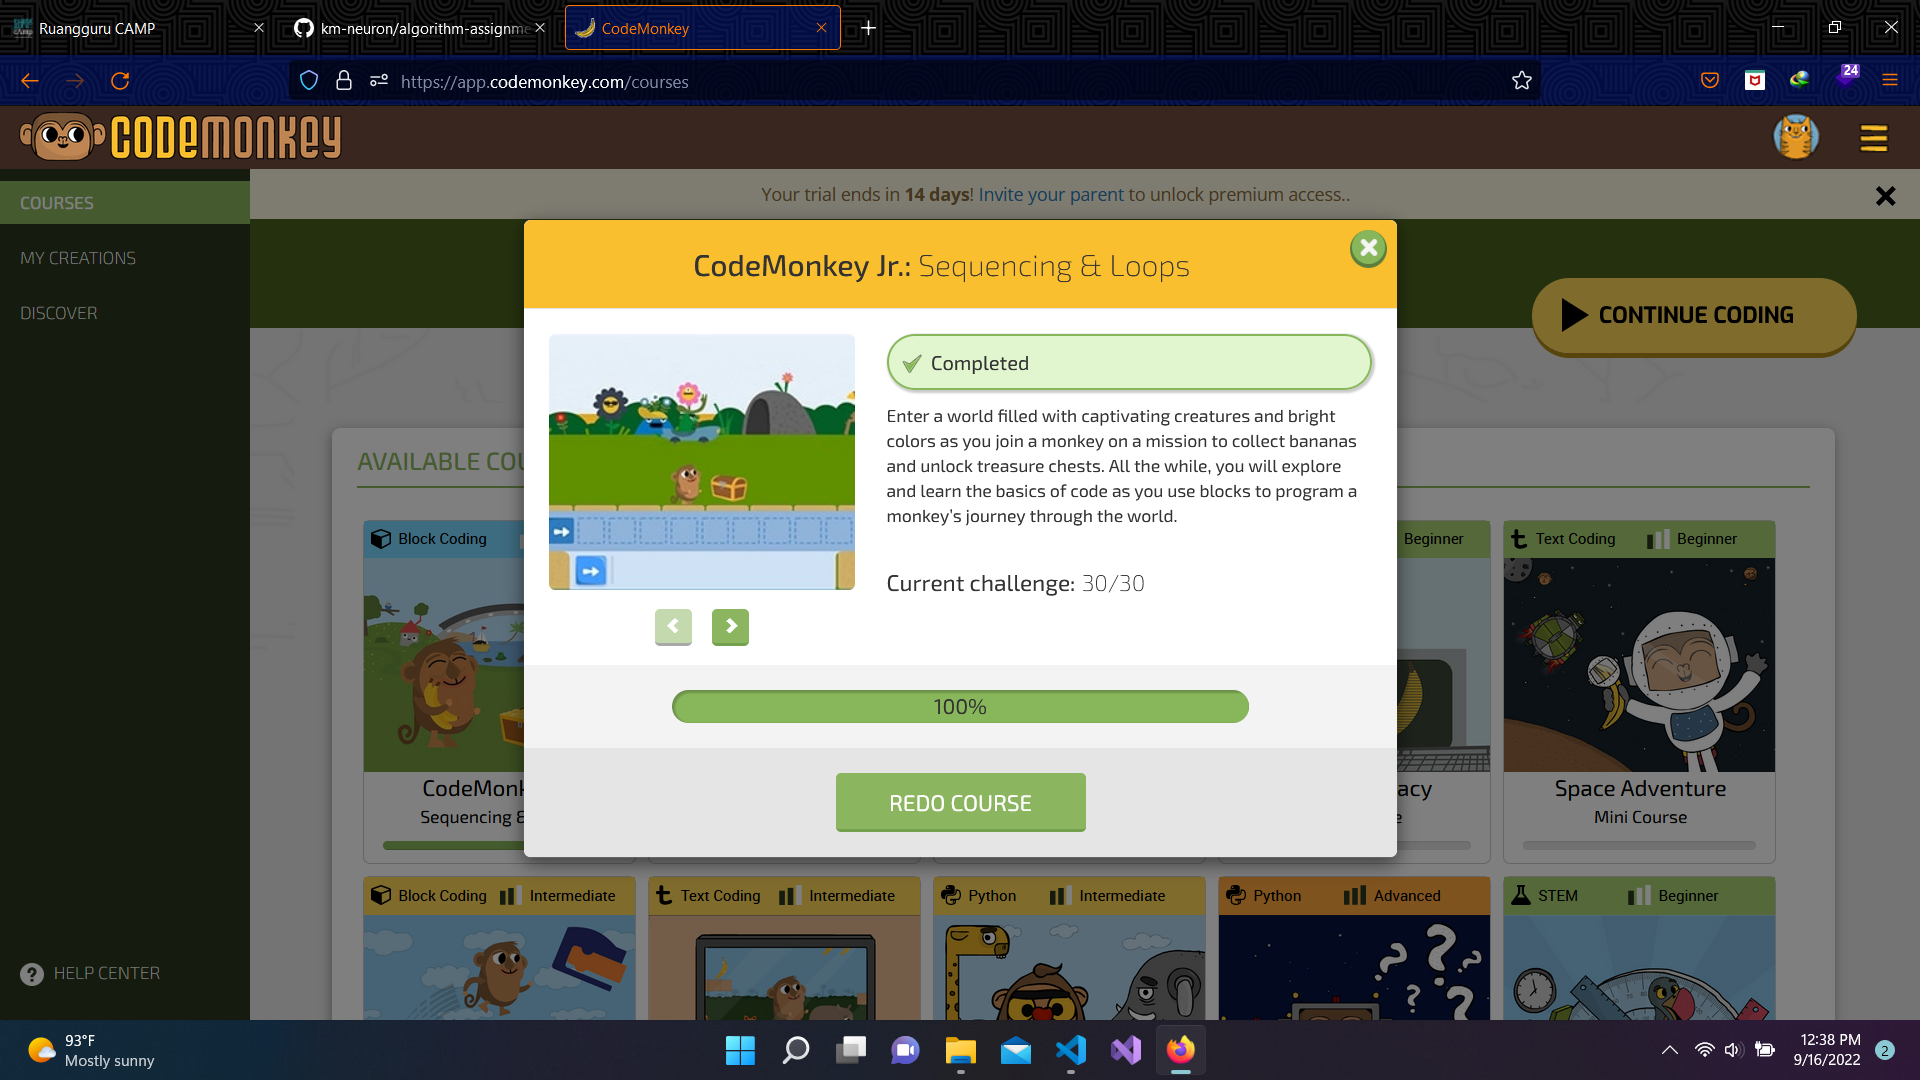 Ruangguru CAMP
km-neuron/algorithm-assignme
CodeMonkey
https://app.codemonkey.com/courses
24
CODEMONKEY
COURSES
Your trial ends in 14 days! Invite your parent to unlock premium access..
MY CREATIONS
DISCOVER
CodeMonkey Jr.: Sequencing & Loops
CONTINUE CODING
Completed
Enter a world filled with captivating creatures and bright
colors as you join a monkey on a mission to collect bananas
and unlock treasure chests. All the while, you will explore
and learn the basics of code as you use blocks to program a
monkey's journey through the world.
Current challenge: 30/30
100%
REDO COURSE
AVAILABLE COU
Block Coding
Beginner
Text Coding Beginner
CodeMonk
Sequencing &
acy
e
Space Adventure
Mini Course
Block Coding Intermediate
Text Coding Intermediate
Python Intermediate
Python Advanced
STEM Beginner
HELP CENTER
93°F
Mostly sunny
12:38 PM
9/16/2022
2